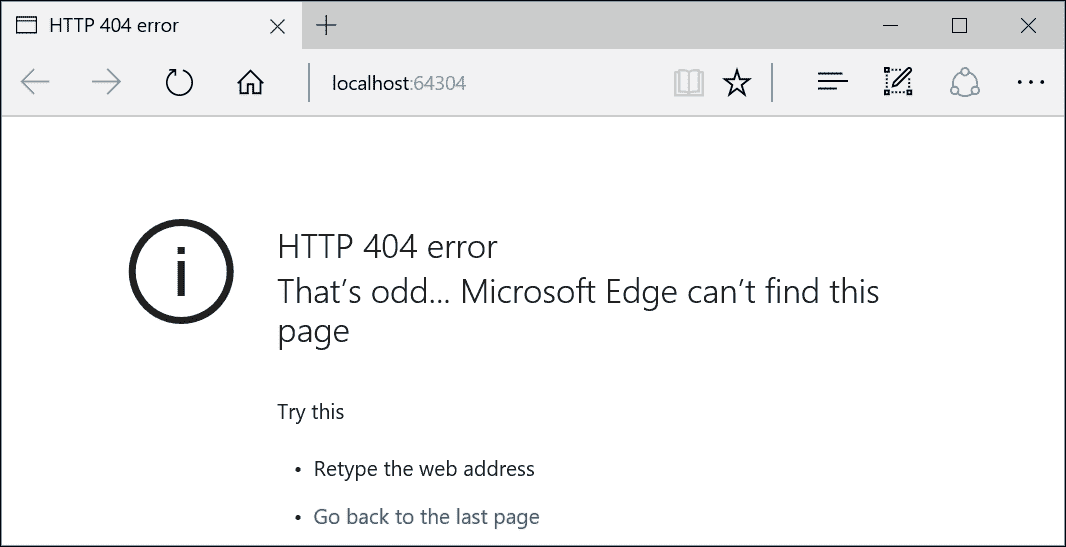 HTTP 404 error
localhost:64304
HTTP 404 error
That's odd... Microsoft Edge can't find this
page
Try this
• Retype the web address
• Go back to the last page